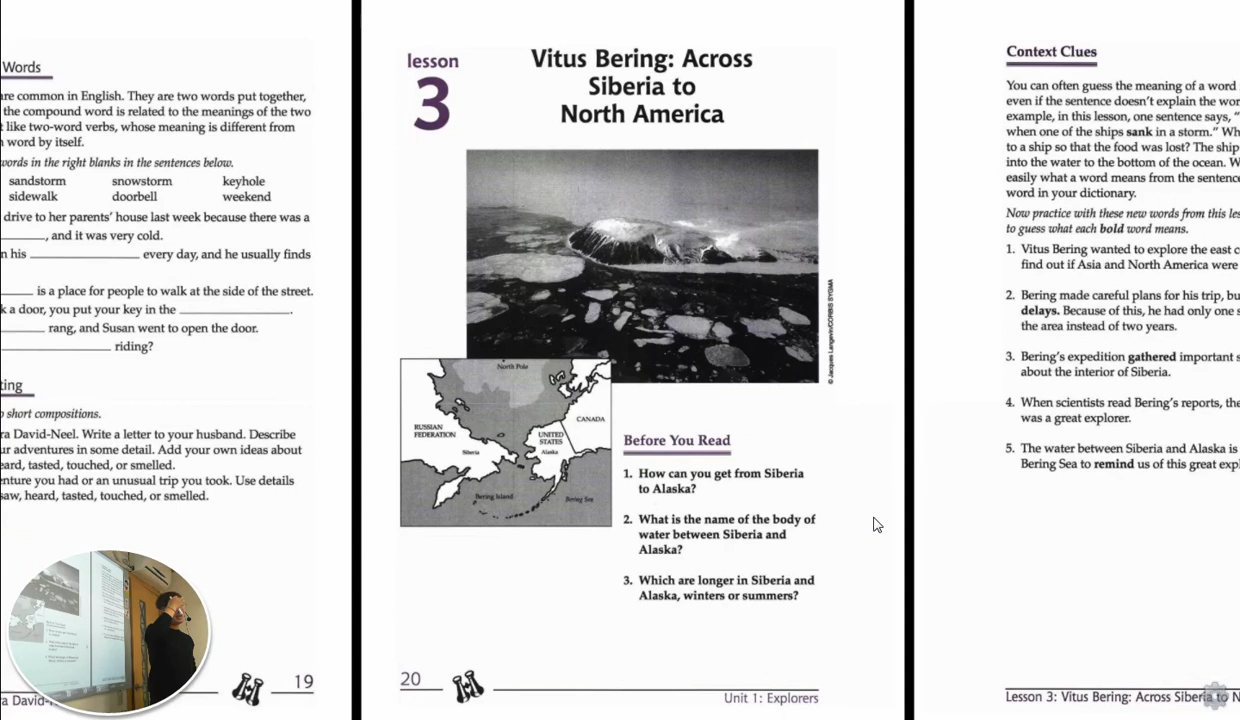 Words
are common in English. They are two words put together,
the compound word is related to the meanings of the two
like two-word verbs, whose meaning is different from
word by itself.
words in the right blanks in the sentences below.
sandstorm snowstorm keyhole
sidewalk doorbell weekend
drive to her parents' house last week because there was a
, and it was very cold.
his every day, and he usually finds
is a place for people to walk at the side of the street.
a door, you put your key in the .
rang, and Susan went to open the door.
riding?
short compositions.
David-Neel. Write a letter to your husband. Describe
adventures in some detail. Add your own ideas about
tasted, touched, or smelled.
you had or an unusual trip you took. Use details
saw, heard, tasted, touched, or smelled.
19
lesson
3
Vitus Bering: Across
Siberia to
North America
© Jacques Langevin/CORBIS SYGMA
North Pole
RUSSIAN
FEDERATION
CANADA
UNITED
STATES
Siberia
Alaska
Bering Island
Bering Sea
Before You Read
1. How can you get from Siberia
to Alaska?
2. What is the name of the body of
water between Siberia and
Alaska?
3. Which are longer in Siberia and
Alaska, winters or summers?
20
Unit 1: Explorers
Context Clues
You can often guess the meaning of a word
even if the sentence doesn't explain the
example, in this lesson, one sentence says, "
when one of the ships sank in a storm."
to a ship so that the food was lost? The ship
into the water to the bottom of the ocean.
easily what a word means from the sentence
word in your dictionary.
Now practice with these new words from this
to guess what each bold word means.
1. Vitus Bering wanted to explore the east
find out if Asia and North America were
2. Bering made careful plans for his trip,
delays. Because of this, he had only one
the area instead of two years.
3. Bering's expedition gathered important
about the interior of Siberia.
4. When scientists read Bering's reports,
was a great explorer.
5. The water between Siberia and Alaska is
Bering Sea to remind us of this great
Lesson 3: Vitus Bering: Across Siberia to